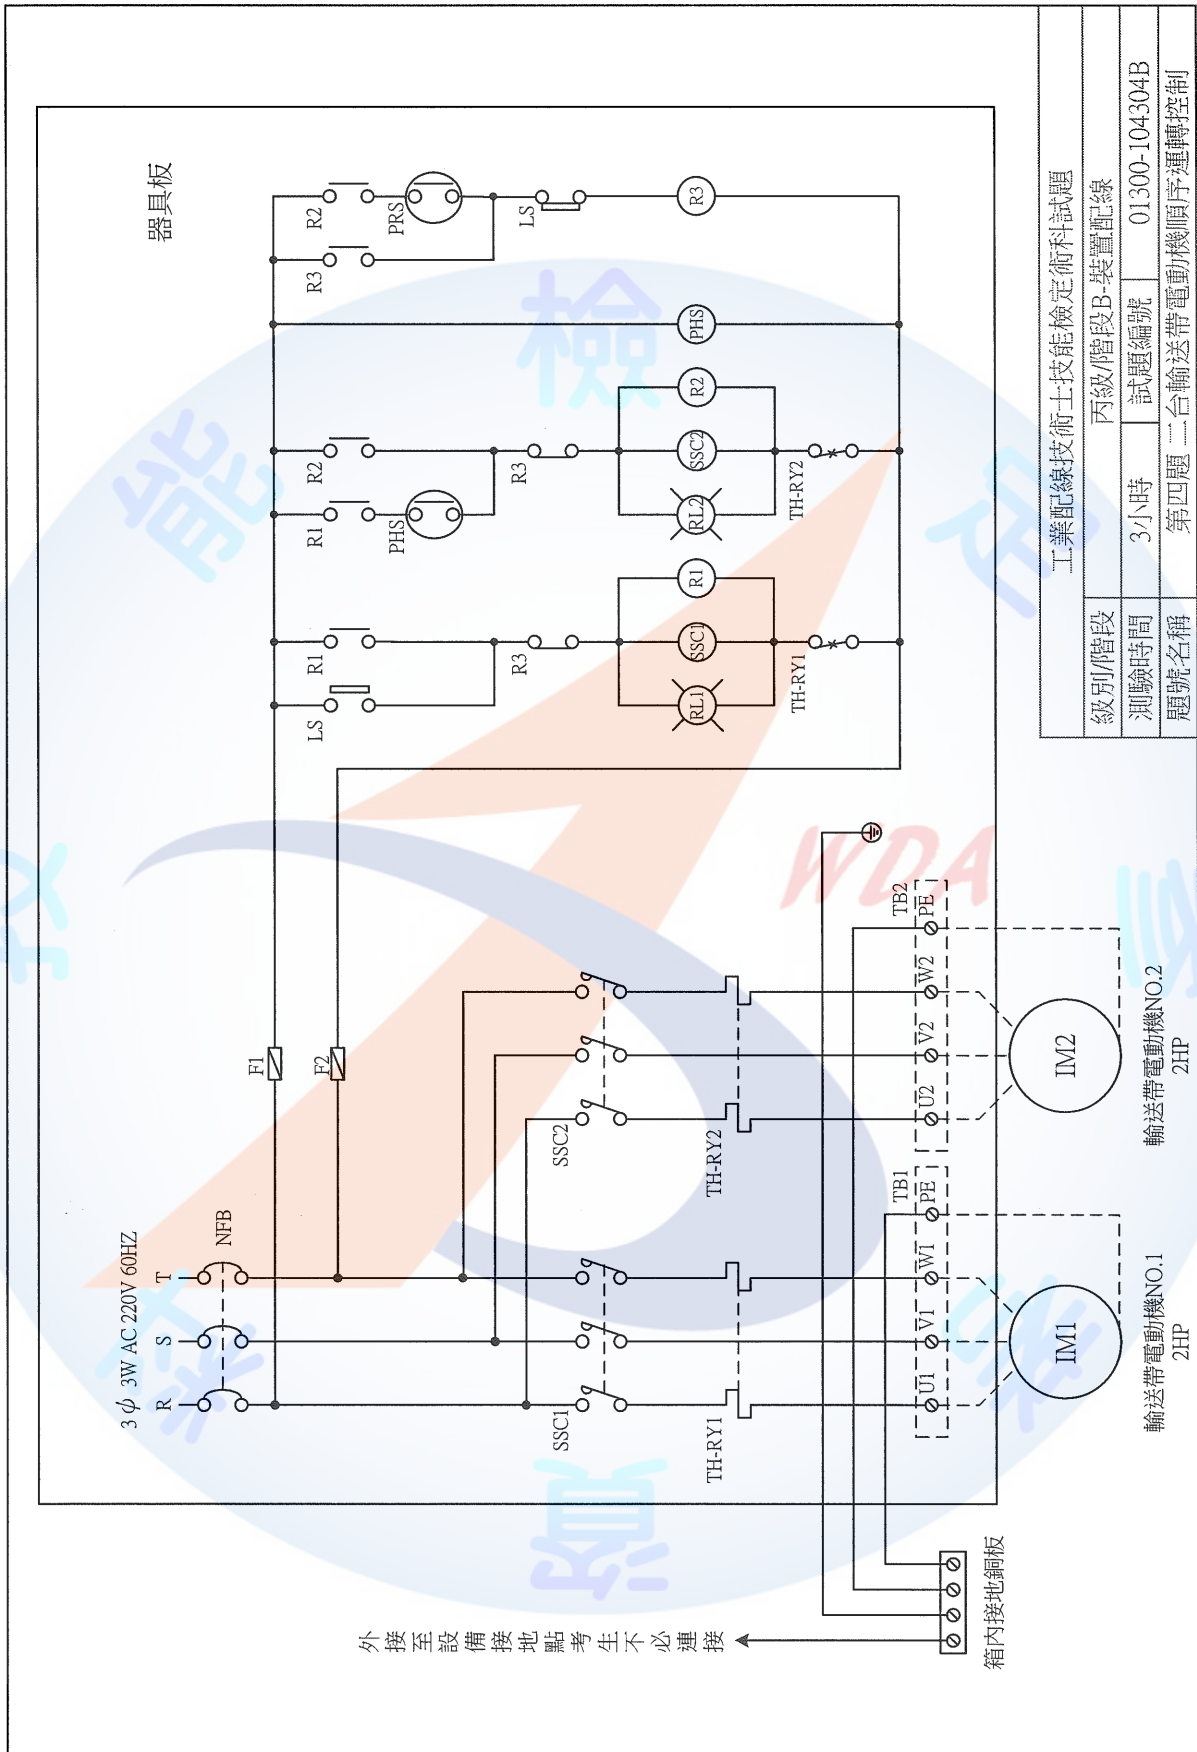 器具板
3ϕ 3W AC 220V 60HZ
R
S
T
NFB
F1
F2
LS
R1
R1
R2
R3
R2
PHS
PRS
R3
R3
LS
RL1
SSC1
R1
RL2
SSC2
R2
PHS
R3
TH-RY1
TH-RY2
SSC1
SSC2
TH-RY1
TH-RY2
TB1
TB2
U1
V1
W1
PE
U2
V2
W2
PE
IM1
IM2
輸送帶電動機NO.1
2HP
輸送帶電動機NO.2
2HP
外接至設備接地點考生不必連接
箱內接地銅板
工業配線技術士技能檢定術科試題
級別/階段
丙級/階段B-裝置配線
測驗時間
3小時
試題編號
01300-104304B
題號名稱
第四題 二台輸送帶電動機順序運轉控制
技
能
檢
定
WDA